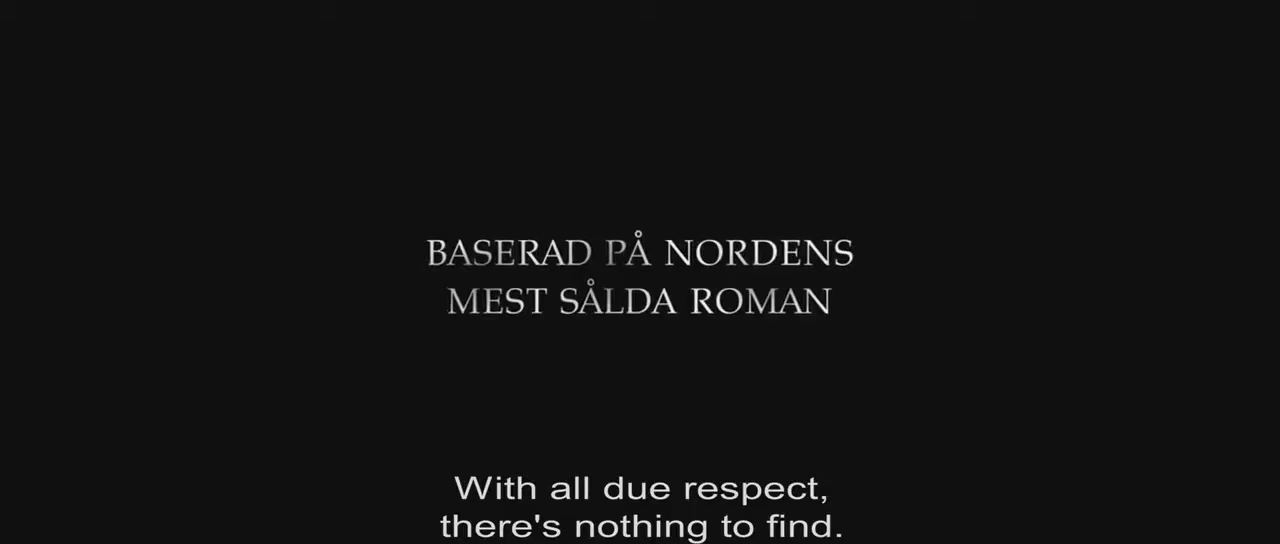 BASERAD PÅ NORDENS
MEST SÅLDA ROMAN
With all due respect,
there's nothing to find.